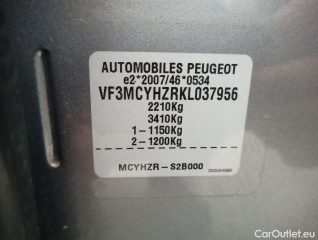 AUTOMOBILES PEUGEOT
e2*2007/46*0534
VF3MCYHZRKL037956
2210Kg
3410Kg
1-1150Kg
2-1200Kg
MCYHZR-S2B000
CarOutlet.eu